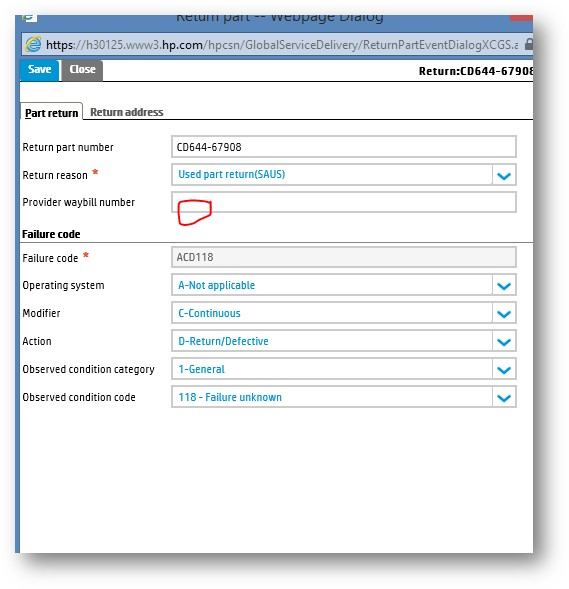 Return part -- Webpage Dialog
https://h30125.www3.hp.com/hpcsn/GlobalServiceDelivery/ReturnPartEventDialogXCGS.a
Save Close Return:CD644-67908
Part return Return address
Return part number CD644-67908
Return reason * Used part return(SAUS)
Provider waybill number
Failure code
Failure code * ACD118
Operating system A-Not applicable
Modifier C-Continuous
Action D-Return/Defective
Observed condition category 1-General
Observed condition code 118 - Failure unknown